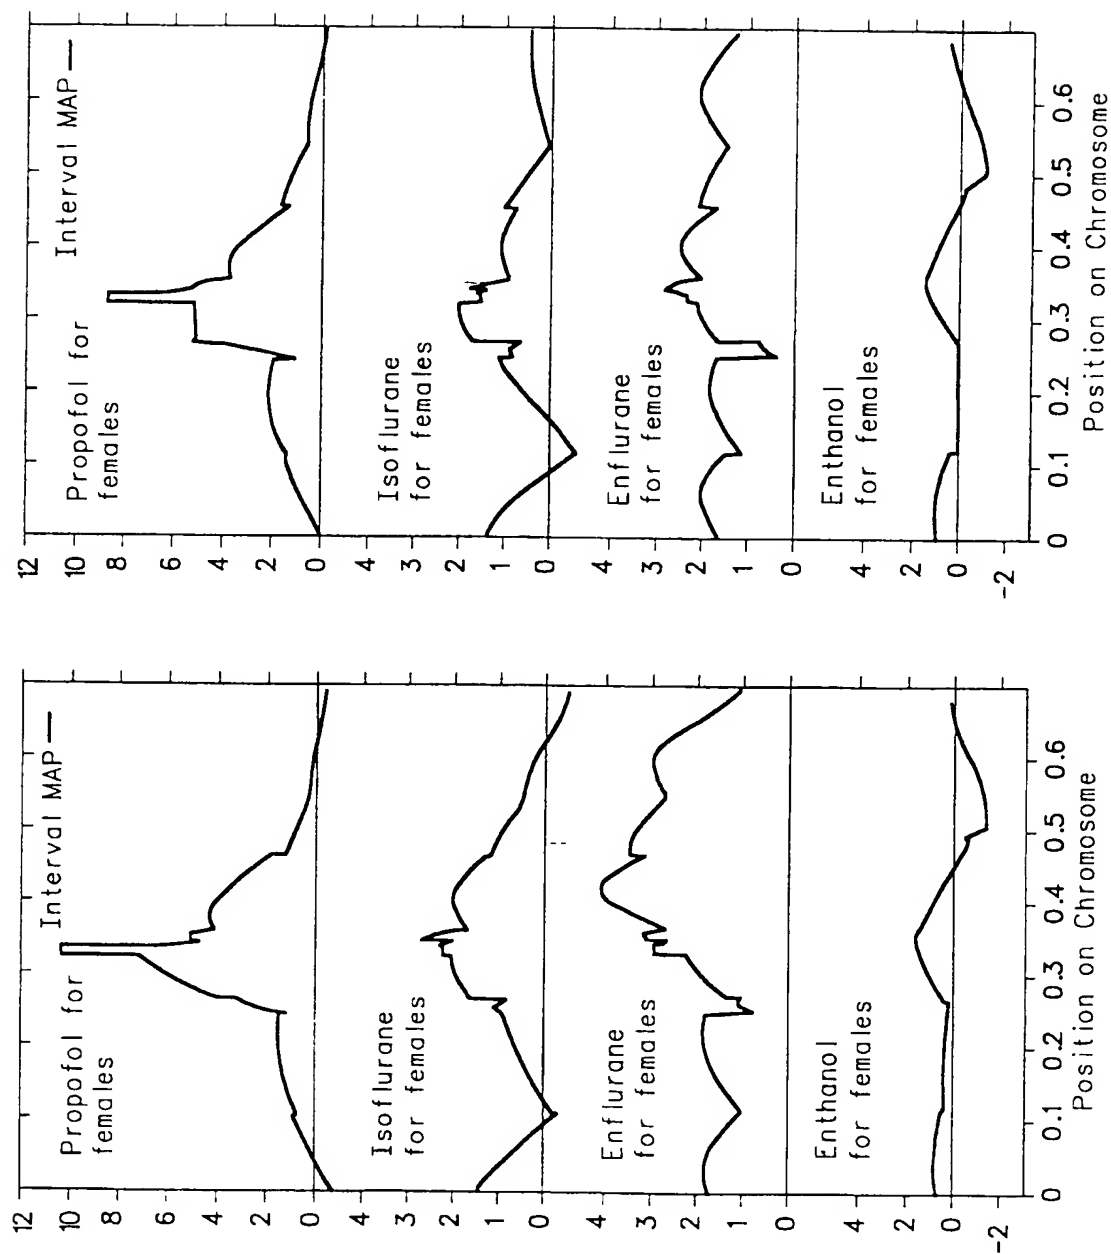 12
10
8
6
4
2
0
Interval MAP
Propofol for
females
3
2
1
0
Isoflurane
for females
4
3
2
1
0
Enflurane
for females
2
0
-2
Enthanol
for females
0
0.1
0.2
0.3
0.4
0.5
0.6
Position on Chromosome
12
10
8
6
4
2
0
Interval MAP
Propofol for
females
3
2
1
0
Isoflurane
for females
3
2
1
0
Enflurane
for females
2
0
-2
Enthanol
for females
0
0.1
0.2
0.3
0.4
0.5
0.6
Position on Chromosome